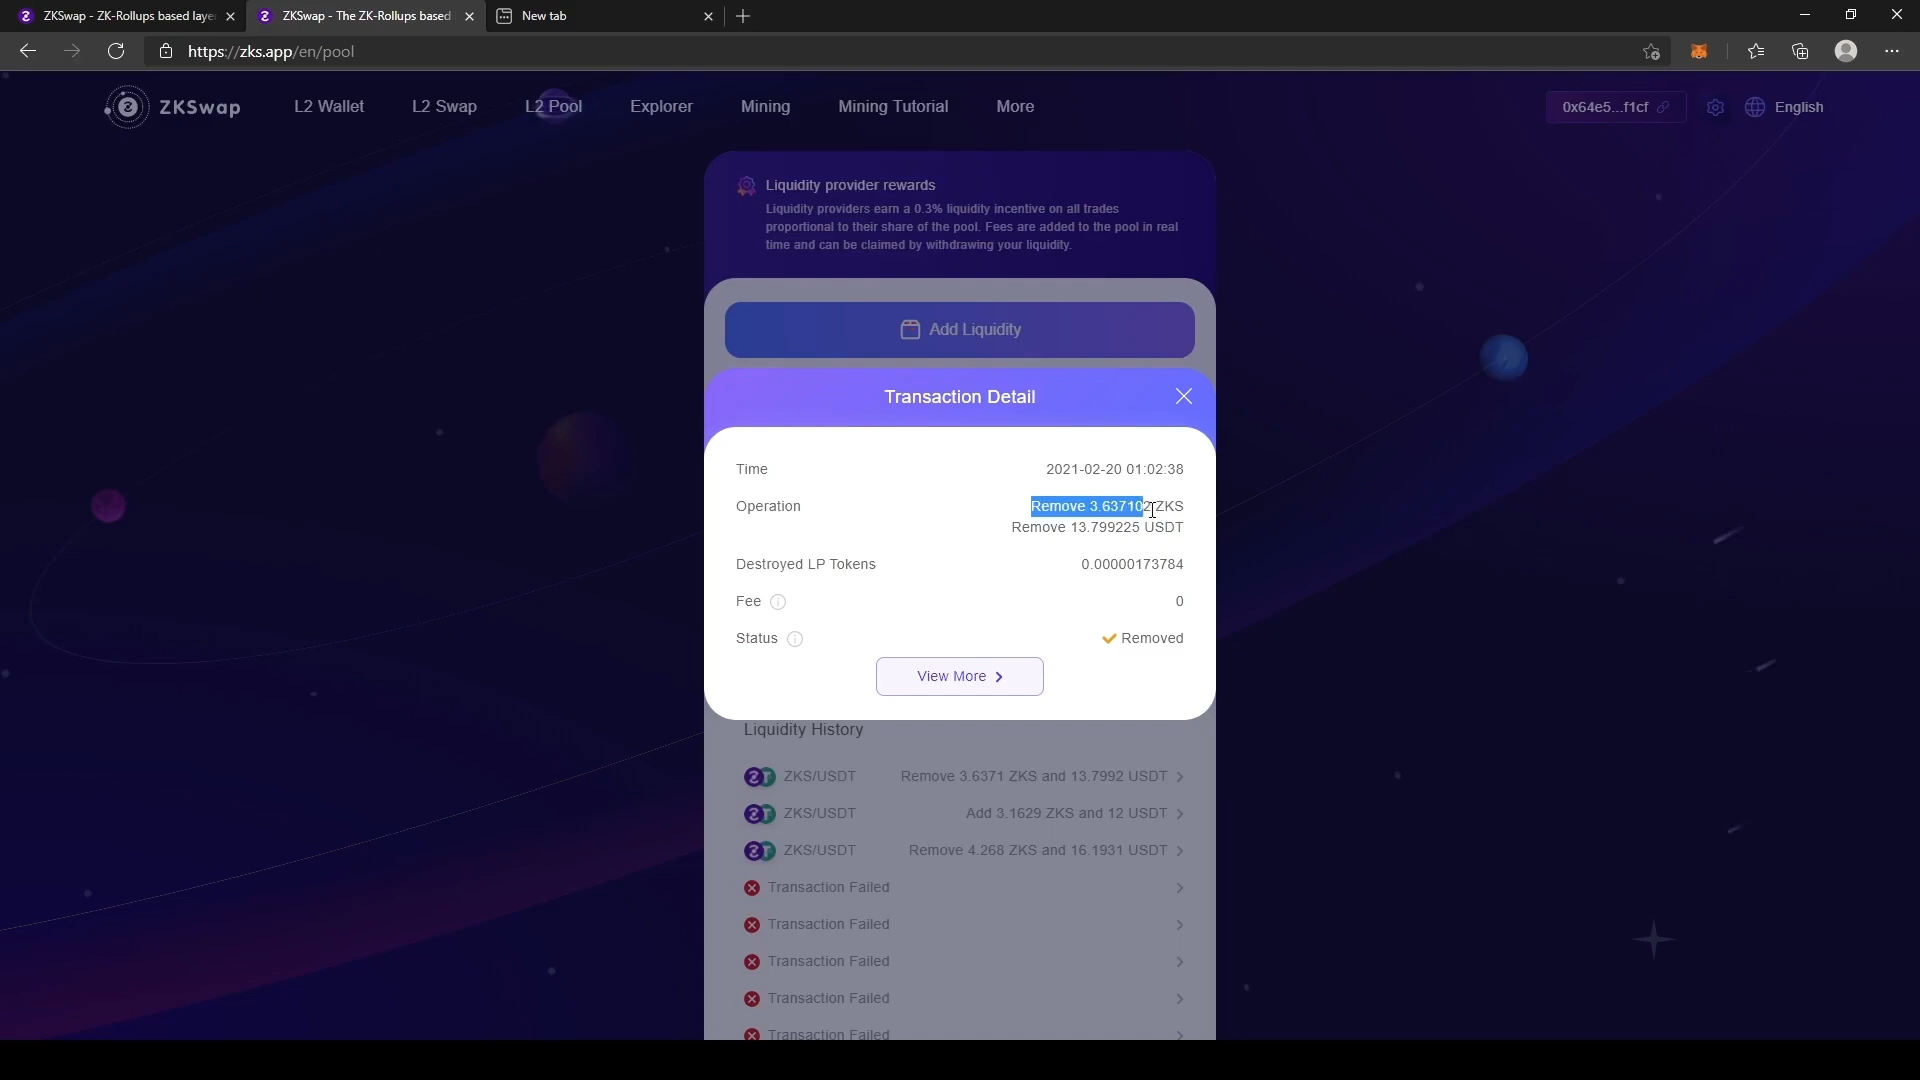 ZKSwap - ZK-Rollups based laye
ZKSwap - The ZK-Rollups based
New tab
https://zks.app/en/pool
ZKSwap
L2 Wallet
L2 Swap
L2 Pool
Explorer
Mining
Mining Tutorial
More
0x64e5...f1cf
English
Liquidity provider rewards
Liquidity providers earn a 0.3% liquidity incentive on all trades
proportional to their share of the pool. Fees are added to the pool in real
time and can be claimed by withdrawing your liquidity.
Add Liquidity
Transaction Detail
Time 2021-02-20 01:02:38
Operation Remove 3.637102 ZKS
Remove 13.799225 USDT
Destroyed LP Tokens 0.00000173784
Fee 0
Status Removed
View More
Liquidity History
ZKS/USDT Remove 3.6371 ZKS and 13.7992 USDT
ZKS/USDT Add 3.1629 ZKS and 12 USDT
ZKS/USDT Remove 4.268 ZKS and 16.1931 USDT
Transaction Failed
Transaction Failed
Transaction Failed
Transaction Failed
Transaction Failed